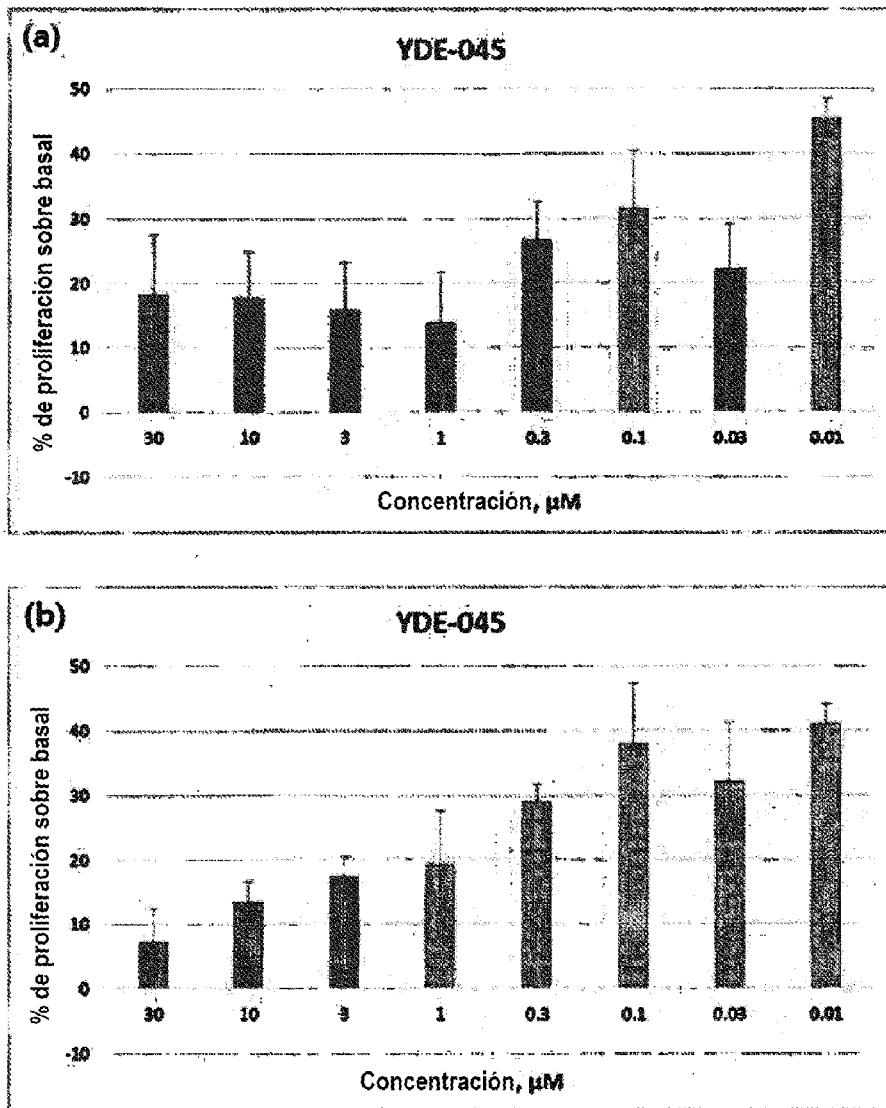 (a)
YDE-045
% de proliferación sobre basal
50
40
30
20
10
0
-10
30 10 3 1 0.3 0.1 0.03 0.01
Concentración, µM
(b)
YDE-045
% de proliferación sobre basal
50
40
30
20
10
0
-10
30 10 3 1 0.3 0.1 0.03 0.01
Concentración, µM